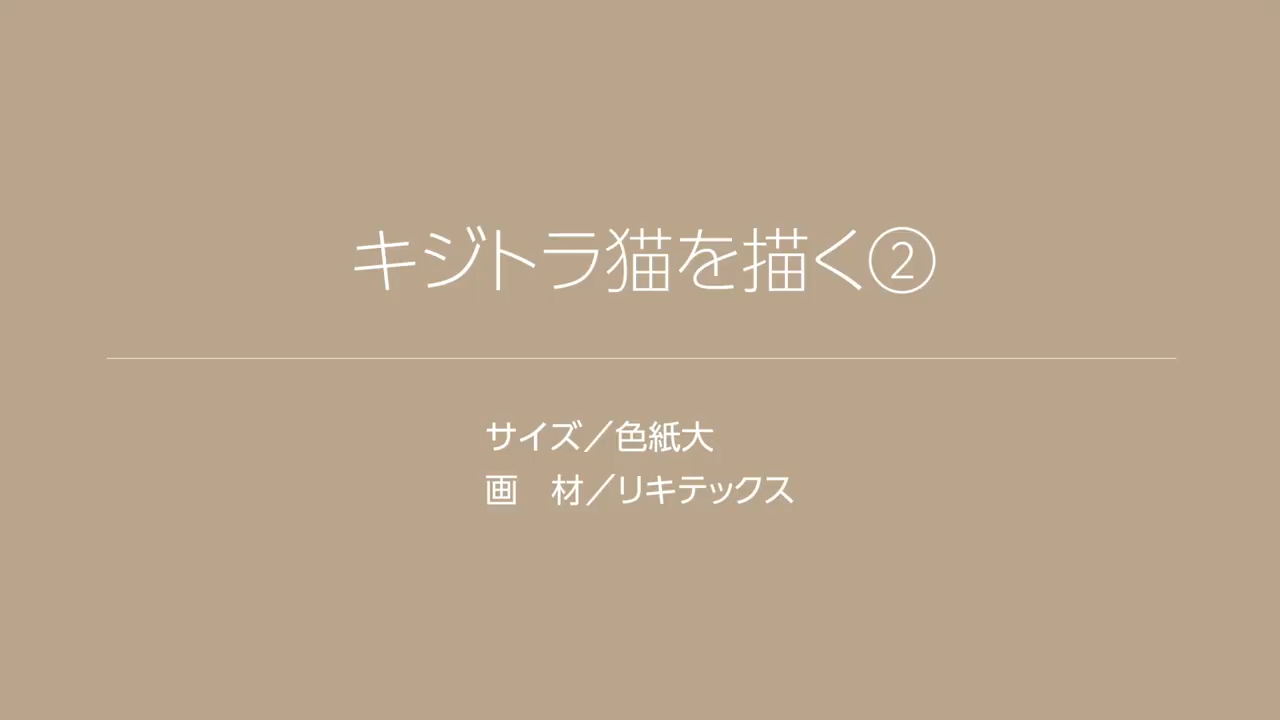 キジトラ猫を描く②
サイズ／色紙大
画　材／リキテックス